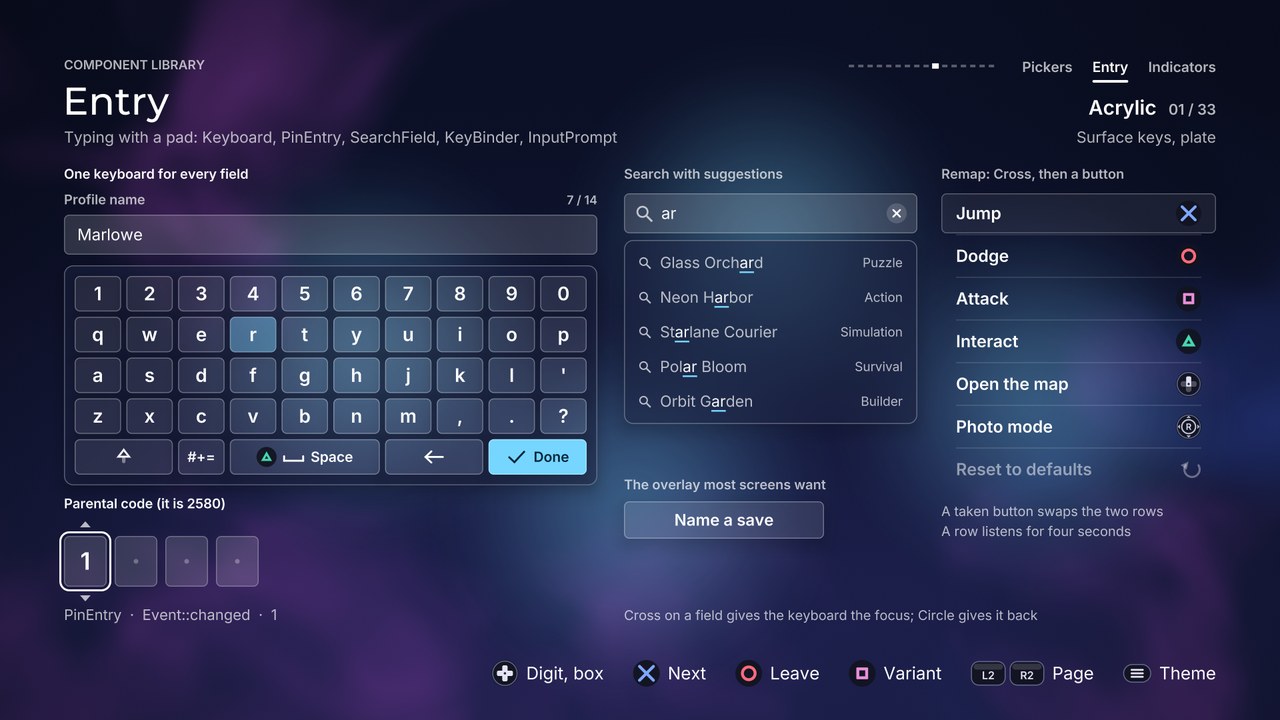 COMPONENT LIBRARY
Entry
Typing with a pad: Keyboard, PinEntry, SearchField, KeyBinder, InputPrompt
Pickers Entry Indicators
Acrylic 01 / 33
Surface keys, plate
One keyboard for every field
Profile name 7 / 14
Marlowe
1 2 3 4 5 6 7 8 9 0
q w e r t y u i o p
a s d f g h j k l '
z x c v b n m , . ?
#+= Space Done
Parental code (it is 2580)
1
PinEntry · Event::changed · 1
Search with suggestions
ar
Glass Orchard Puzzle
Neon Harbor Action
Starlane Courier Simulation
Polar Bloom Survival
Orbit Garden Builder
The overlay most screens want
Name a save
Cross on a field gives the keyboard the focus; Circle gives it back
Remap: Cross, then a button
Jump
Dodge
Attack
Interact
Open the map
Photo mode R
Reset to defaults
A taken button swaps the two rows
A row listens for four seconds
Digit, box Next Leave Variant L2 R2 Page Theme